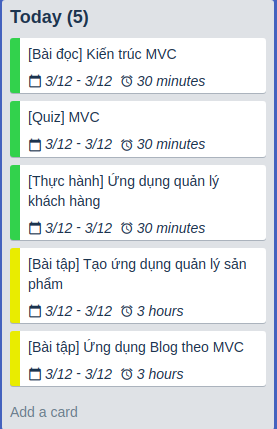 Today (5)
[Bài đọc] Kiến trúc MVC
3/12 - 3/12 30 minutes
[Quiz] MVC
3/12 - 3/12 30 minutes
[Thực hành] Ứng dụng quản lý
khách hàng
3/12 - 3/12 30 minutes
[Bài tập] Tạo ứng dụng quản lý sản
phẩm
3/12 - 3/12 3 hours
[Bài tập] Ứng dụng Blog theo MVC
3/12 - 3/12 3 hours
Add a card